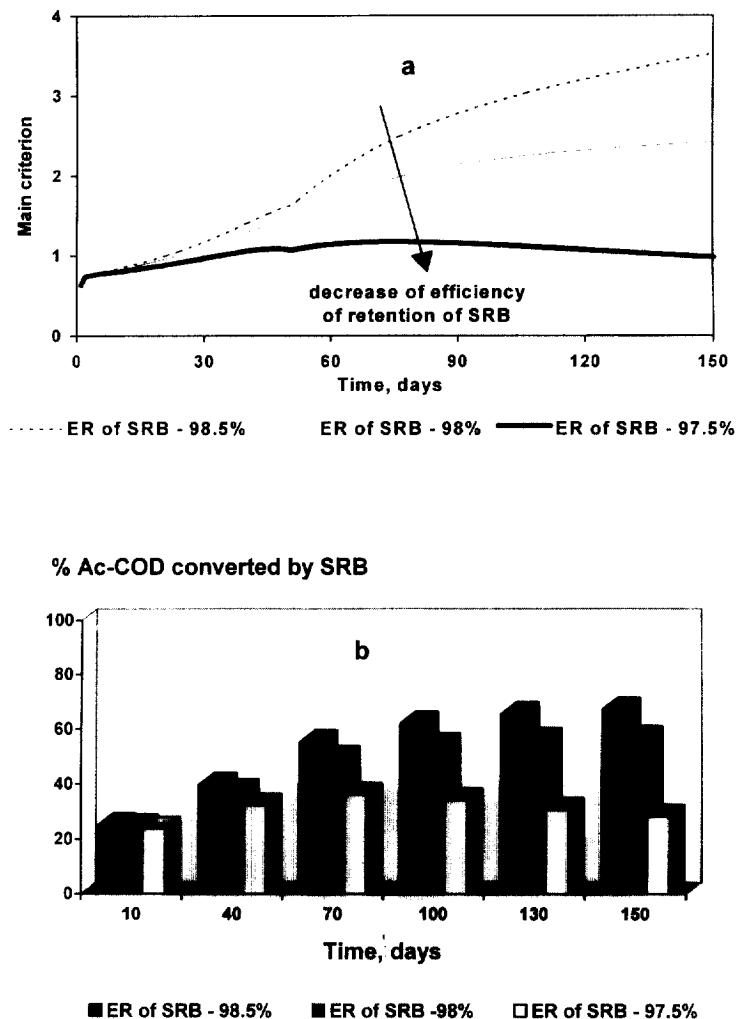 4
a
3
Main criterion
2
1
decrease of efficiency
of retention of SRB
0
0 30 60 90 120 150
Time, days
ER of SRB - 98.5% ER of SRB - 98% ER of SRB - 97.5%
% Ac-COD converted by SRB
100
b
80
60
40
20
0
10 40 70 100 130 150
Time, days
ER of SRB - 98.5% ER of SRB -98% ER of SRB - 97.5%